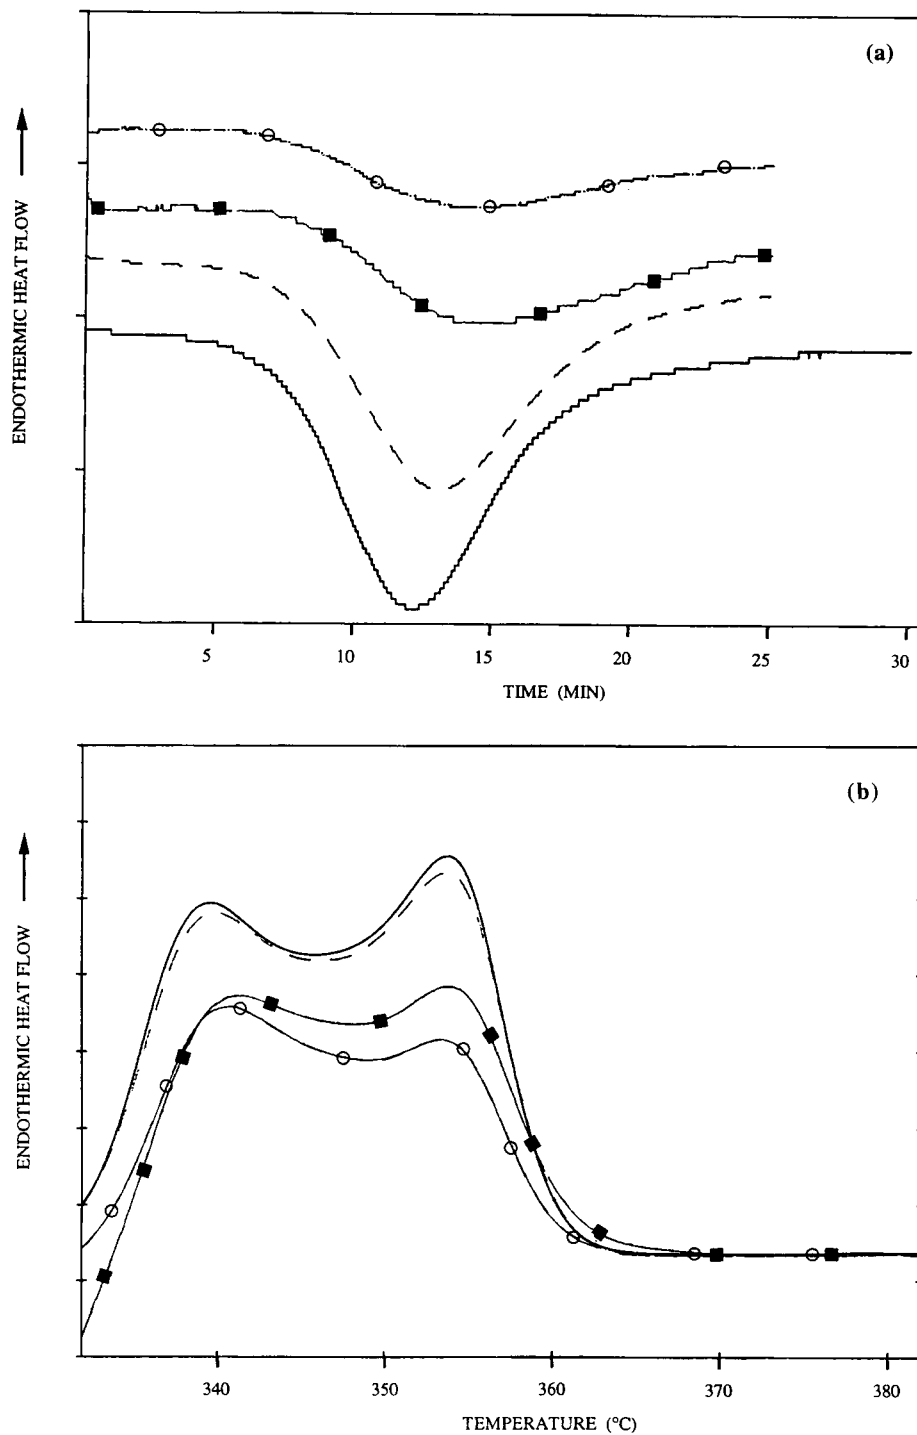 (a)
ENDOTHERMIC HEAT FLOW
5 10 15 20 25 30
TIME (MIN)
(b)
ENDOTHERMIC HEAT FLOW
340 350 360 370 380
TEMPERATURE (°C)